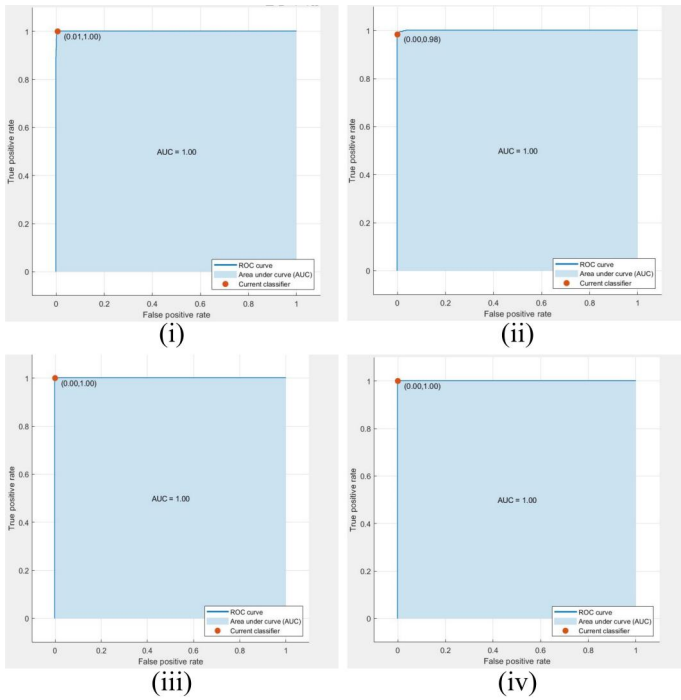 1
(0.01,1.00)
0.8
True positive rate
0.6
AUC = 1.00
0.4
0.2
ROC curve
Area under curve (AUC)
Current classifier
0
0 0.2 0.4 0.6 0.8 1
False positive rate
(i)
1
(0.00,0.98)
0.8
True positive rate
0.6
AUC = 1.00
0.4
0.2
ROC curve
Area under curve (AUC)
Current classifier
0
0 0.2 0.4 0.6 0.8 1
False positive rate
(ii)
1
(0.00,1.00)
0.8
True positive rate
0.6
AUC = 1.00
0.4
0.2
ROC curve
Area under curve (AUC)
Current classifier
0
0 0.2 0.4 0.6 0.8 1
False positive rate
(iii)
1
(0.00,1.00)
0.8
True positive rate
0.6
AUC = 1.00
0.4
0.2
ROC curve
Area under curve (AUC)
Current classifier
0
0 0.2 0.4 0.6 0.8 1
False positive rate
(iv)